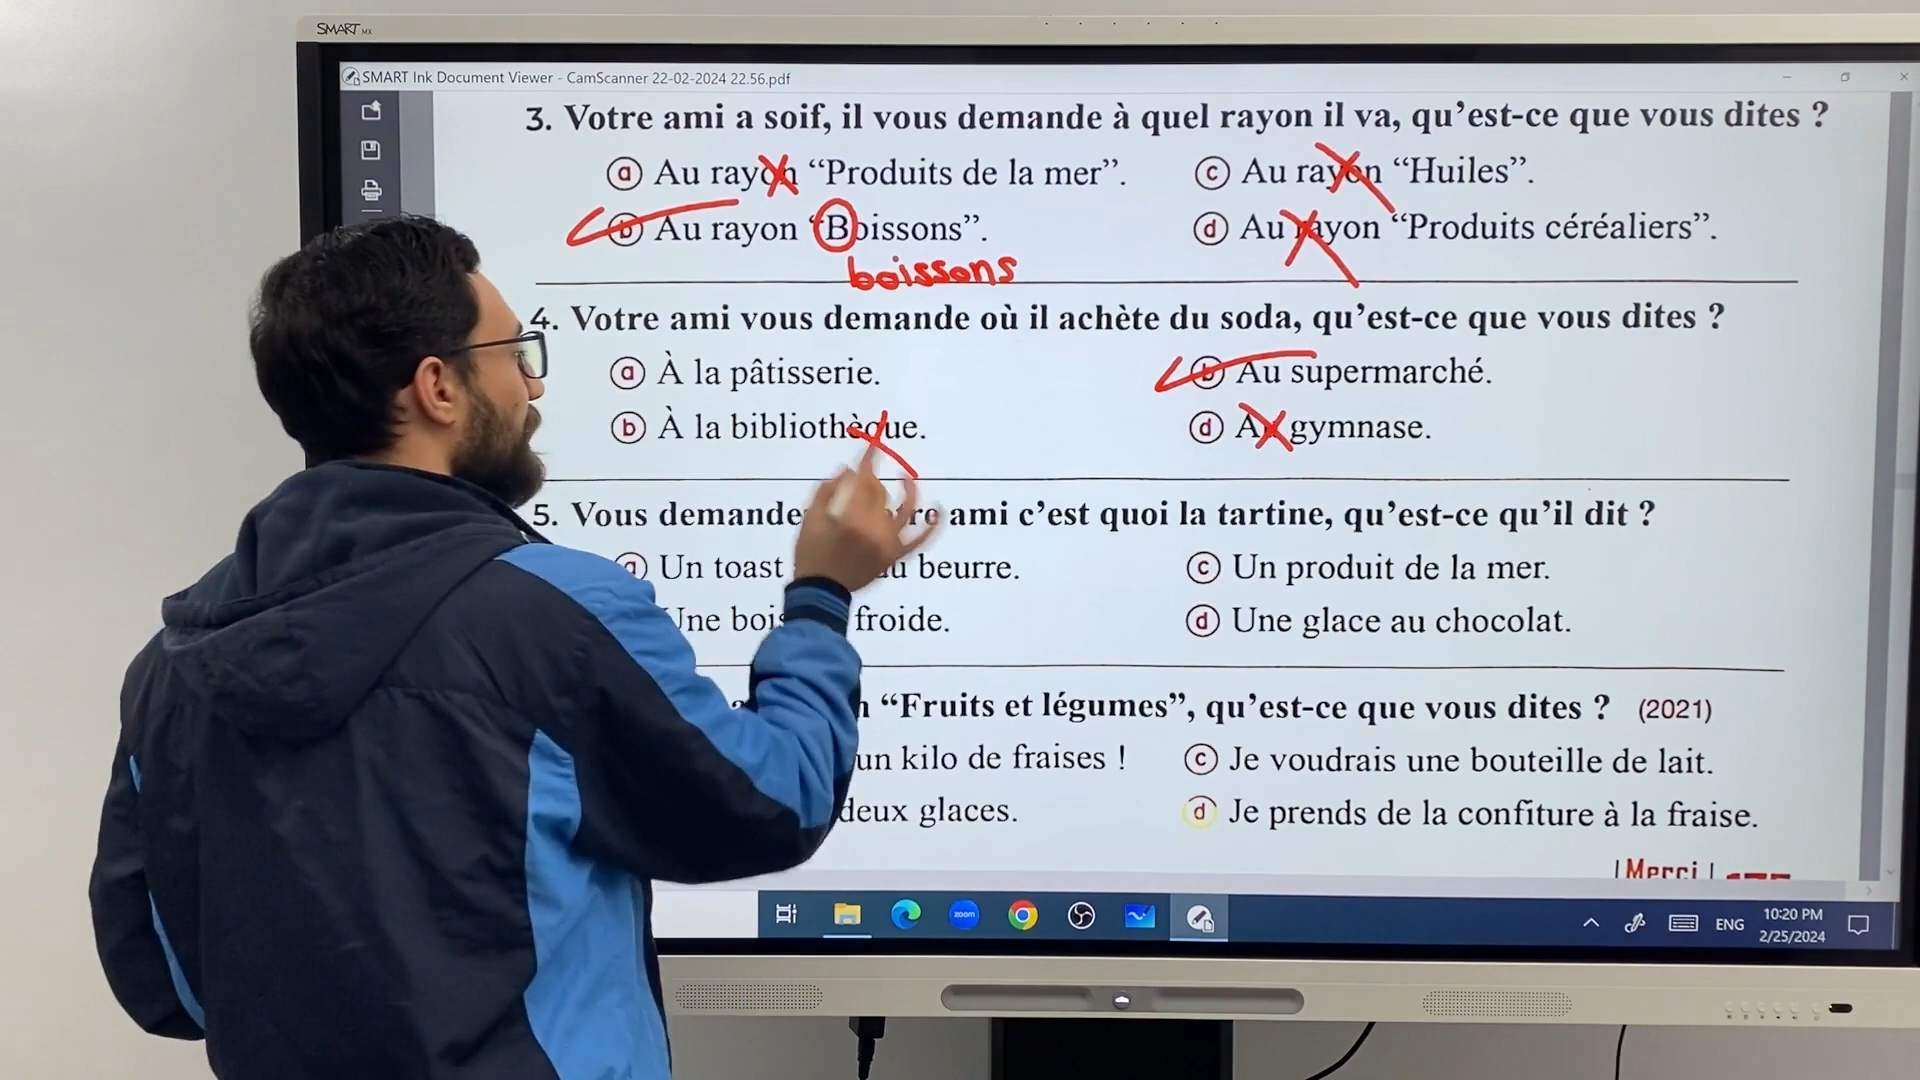 SMART MX
SMART Ink Document Viewer - CamScanner 22-02-2024 22.56.pdf
3. Votre ami a soif, il vous demande à quel rayon il va, qu'est-ce que vous dites ?
a Au rayon “Produits de la mer”.
c Au rayon “Huiles”.
b Au rayon “Boissons”.
d Au rayon “Produits céréaliers”.
boissons
4. Votre ami vous demande où il achète du soda, qu'est-ce que vous dites ?
a À la pâtisserie.
b Au supermarché.
b À la bibliothèque.
d Au gymnase.
5. Vous demande ami c'est quoi la tartine, qu'est-ce qu'il dit ?
a Un toast beurre.
c Un produit de la mer.
Une froide.
d Une glace au chocolat.
“Fruits et légumes”, qu'est-ce que vous dites ? (2021)
un kilo de fraises !
c Je voudrais une bouteille de lait.
deux glaces.
d Je prends de la confiture à la fraise.
Merci
zoom
ENG
10:20 PM
2/25/2024